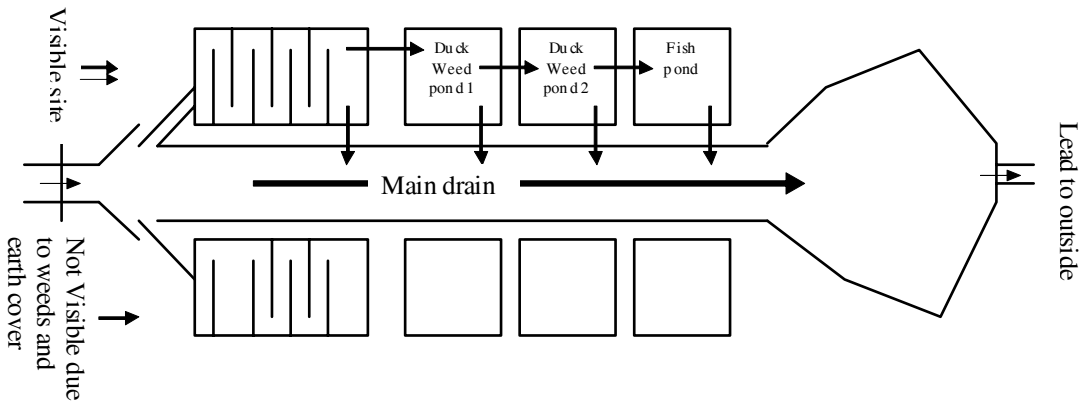 Visible site
Duck
Weed
pond 1
Duck
Weed
pond 2
Fish
pond
Main drain
Lead to outside
Not Visible due
to weeds and
earth cover